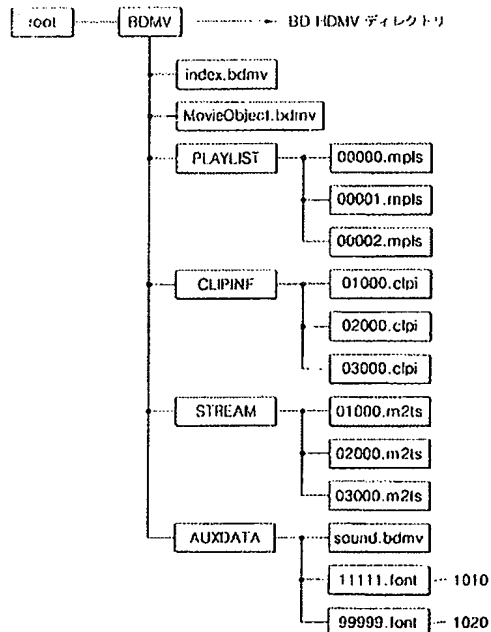 root
BDMV
BD HDMV ディレクトリ
index.bdmv
MovieObject.bdmv
PLAYLIST
00000.mpls
00001.mpls
00002.mpls
CLIPINF
01000.clpi
02000.clpi
03000.clpi
STREAM
01000.m2ts
02000.m2ts
03000.m2ts
AUXDATA
sound.bdmv
11111.font
1010
99999.font
1020